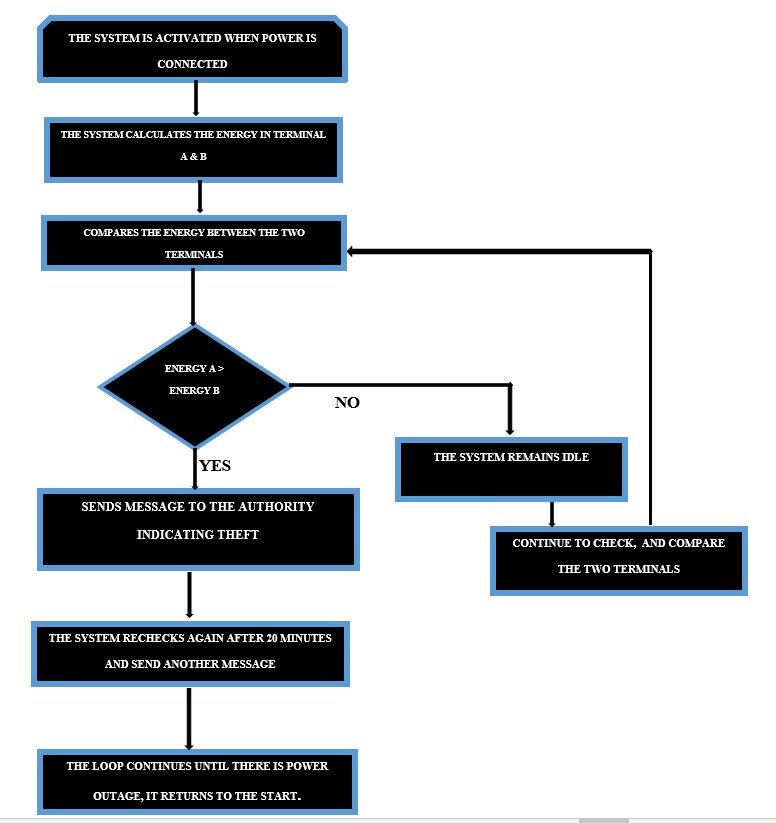 THE SYSTEM IS ACTIVATED WHEN POWER IS
CONNECTED
THE SYSTEM CALCULATES THE ENERGY IN TERMINAL
A & B
COMPARES THE ENERGY BETWEEN THE TWO
TERMINALS
ENERGY A >
ENERGY B
NO
YES
THE SYSTEM REMAINS IDLE
SENDS MESSAGE TO THE AUTHORITY
INDICATING THEFT
CONTINUE TO CHECK, AND COMPARE
THE TWO TERMINALS
THE SYSTEM RECHECKS AGAIN AFTER 20 MINUTES
AND SEND ANOTHER MESSAGE
THE LOOP CONTINUES UNTIL THERE IS POWER
OUTAGE, IT RETURNS TO THE START.